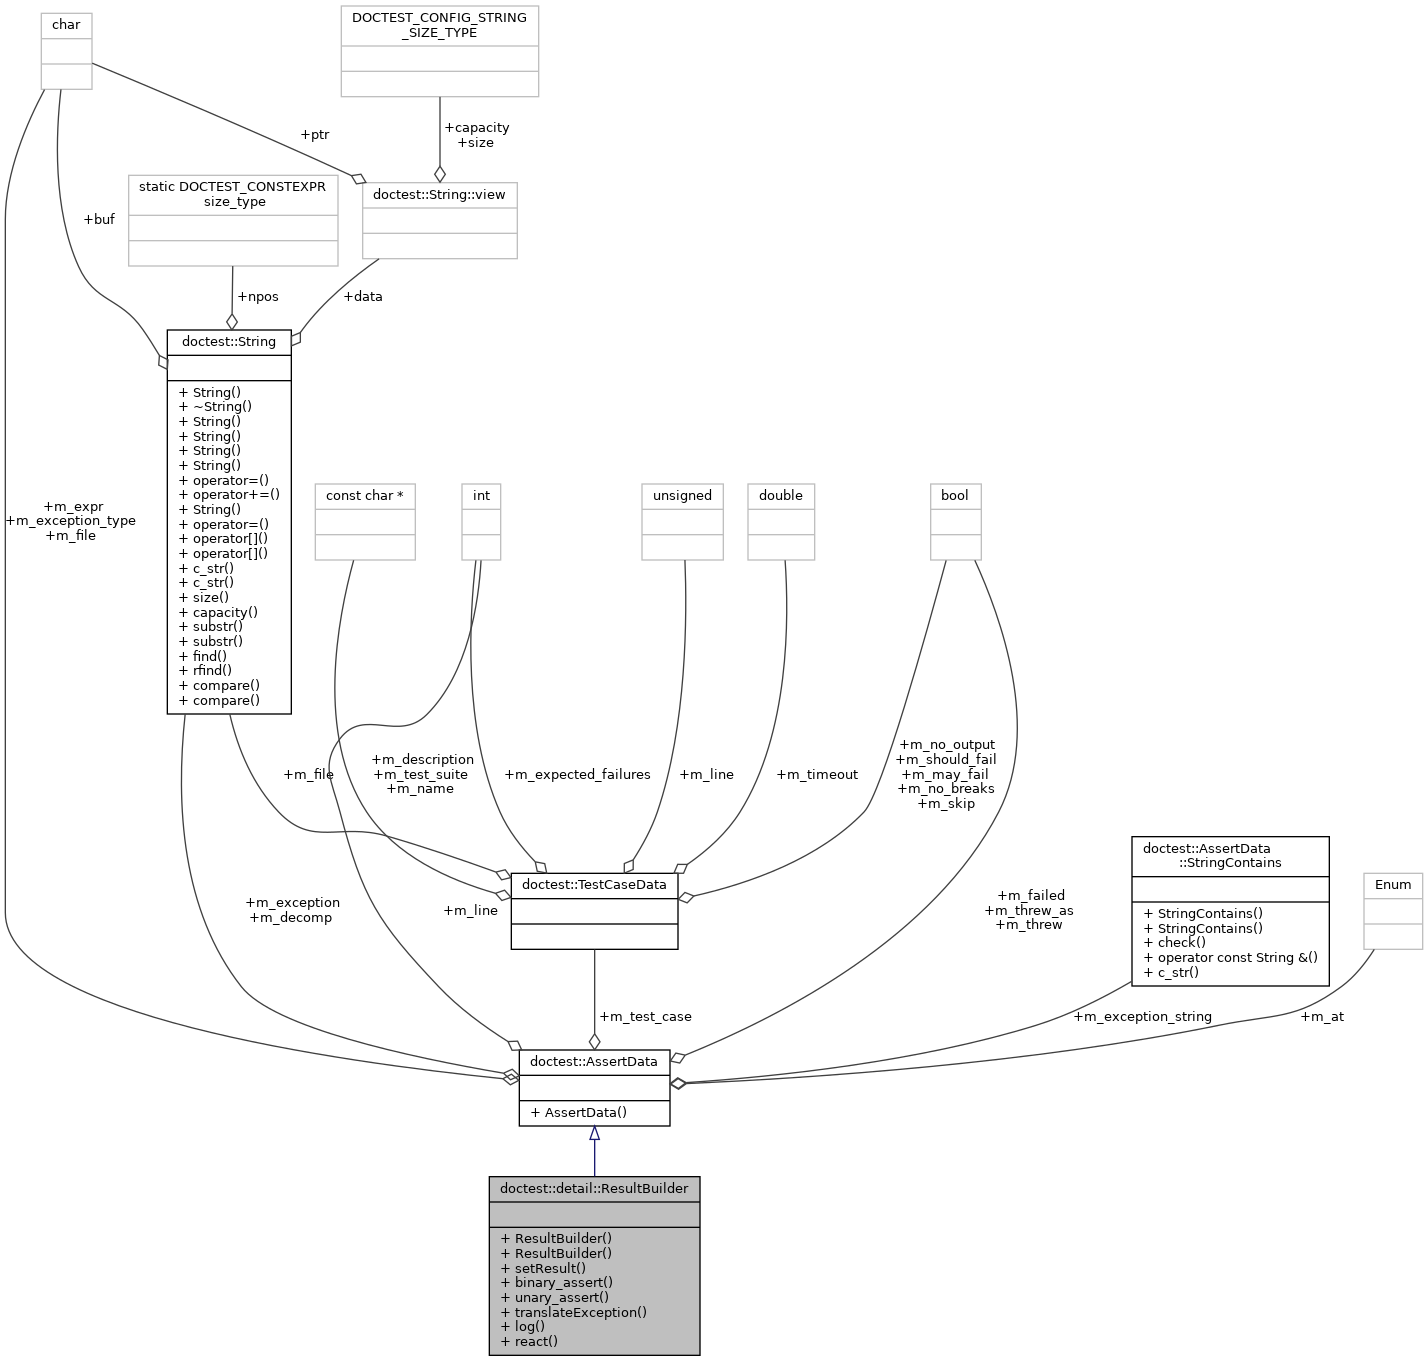 char
DOCTEST_CONFIG_STRING
_SIZE_TYPE
+capacity
+size
+ptr
static DOCTEST_CONSTEXPR
size_type
doctest::String::view
+buf
+npos
+data
doctest::String
+ String()
+ ~String()
+ String()
+ String()
+ String()
+ String()
+ operator=()
+ operator+=()
+ String()
+ operator=()
+ operator[]()
+ operator[]()
+ c_str()
+ c_str()
+ size()
+ capacity()
+ substr()
+ substr()
+ find()
+ rfind()
+ compare()
+ compare()
+m_expr
+m_exception_type
+m_file
const char *
int
unsigned
double
bool
+m_file
+m_description
+m_test_suite
+m_name
+m_expected_failures
+m_line
+m_timeout
+m_no_output
+m_should_fail
+m_may_fail
+m_no_breaks
+m_skip
+m_exception
+m_decomp
+m_line
doctest::TestCaseData
+m_failed
+m_threw_as
+m_threw
doctest::AssertData
::StringContains
+ StringContains()
+ StringContains()
+ check()
+ operator const String &()
+ c_str()
Enum
+m_test_case
+m_exception_string
+m_at
doctest::AssertData
+ AssertData()
doctest::detail::ResultBuilder
+ ResultBuilder()
+ ResultBuilder()
+ setResult()
+ binary_assert()
+ unary_assert()
+ translateException()
+ log()
+ react()